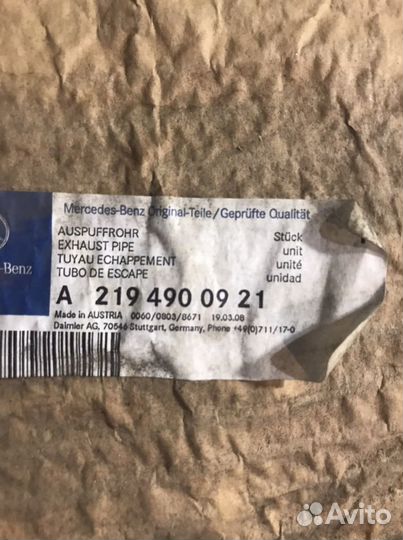 Mercedes-Benz Original-Teile/Geprüfte Qualität
AUSPUFFROHR Stück
EXHAUST PIPE unit
TUYAU ECHAPPEMENT unité
TUBO DE ESCAPE unidad
-Benz
A 219 490 09 21
Made in AUSTRIA 0060/0803/8671 19.03.08
Daimler AG, 70546 Stuttgart, Germany, Phone +49(0)711/17-0
Avito